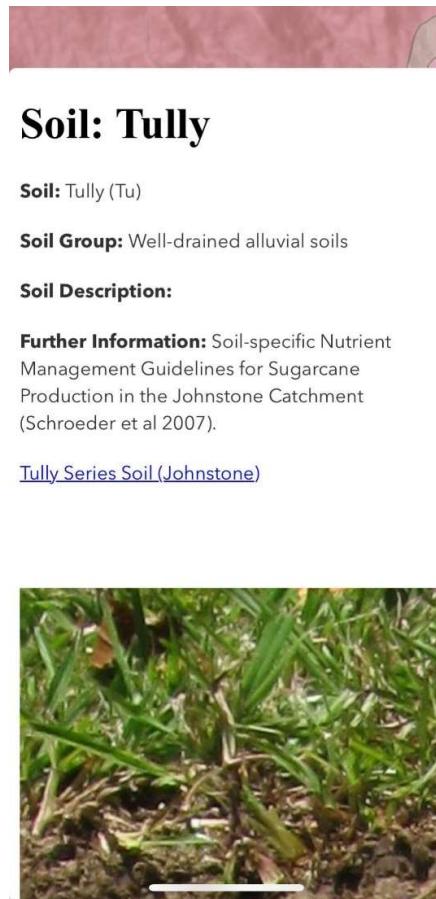 Soil: Tully
Soil: Tully (Tu)
Soil Group: Well-drained alluvial soils
Soil Description:
Further Information: Soil-specific Nutrient
Management Guidelines for Sugarcane
Production in the Johnstone Catchment
(Schroeder et al 2007).
Tully Series Soil (Johnstone)